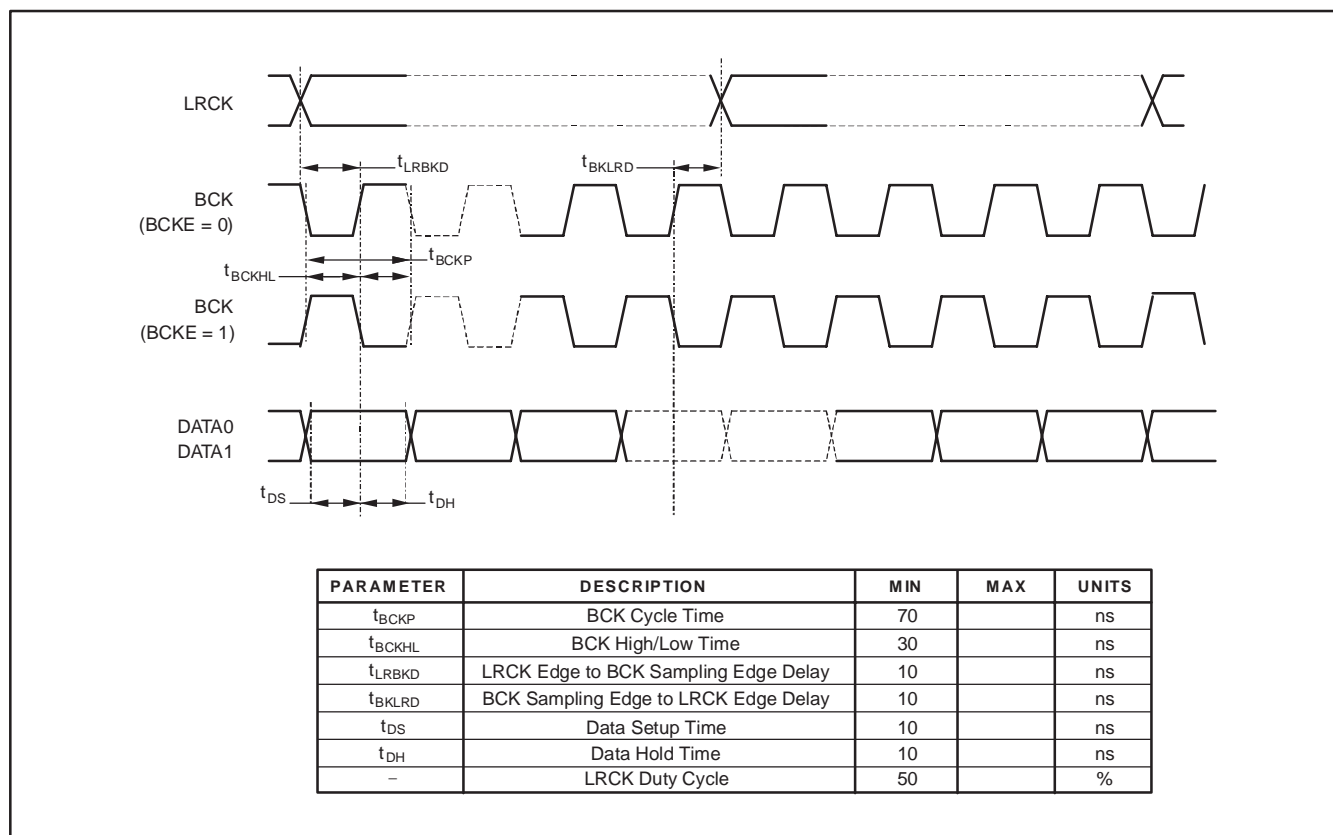 LRCK
tLRBKD
tBKLRD
BCK
(BCKE = 0)
tBCKP
tBCKHL
BCK
(BCKE = 1)
DATA0
DATA1
tDS
tDH
PARAMETER DESCRIPTION MIN MAX UNITS
tBCKP BCK Cycle Time 70 ns
tBCKHL BCK High/Low Time 30 ns
tLRBKD LRCK Edge to BCK Sampling Edge Delay 10 ns
tBKLRD BCK Sampling Edge to LRCK Edge Delay 10 ns
tDS Data Setup Time 10 ns
tDH Data Hold Time 10 ns
– LRCK Duty Cycle 50 %